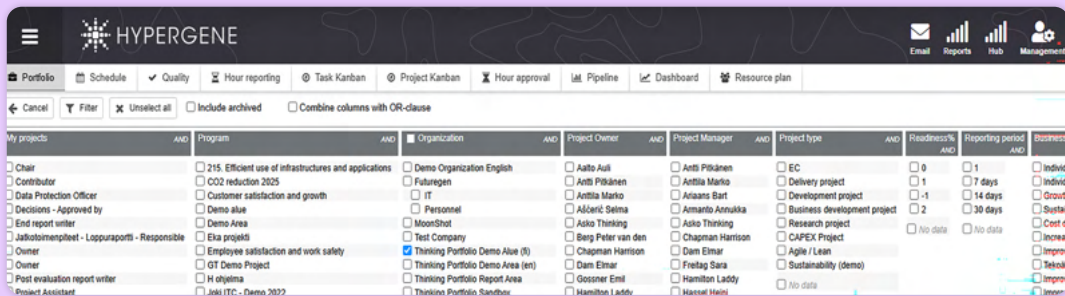 HYPERGENE
Email Reports Hub Management
Portfolio Schedule Quality Hour reporting Task Kanban Project Kanban Hour approval Pipeline Dashboard Resource plan
Cancel Filter Unselect all Include archived Combine columns with OR-clause
My projects AND Program AND Organization AND Project Owner AND Project Manager AND Project type AND Readiness% AND Reporting period AND Business
Chair 215. Efficient use of infrastructures and applications Demo Organization English Aalto Auli Antti Pitkänen EC 0 1
Contributor CO2 reduction 2025 Futuregen Antti Pitkänen Anttila Marko Delivery project 1 7 days
Data Protection Officer Customer satisfaction and growth IT Anttila Marko Ariaans Bart Development project -1 14 days
Decisions - Approved by Demo alue Personnel Aščerić Selma Armanto Annukka Business development project 2 30 days
End report writer Demo Area MoonShot Asko Thinking Asko Thinking Research project No data No data
Jatkotoimenpiteet - Loppuraportti - Responsible Eka projekti Test Company Berg Peter van den Chapman Harrison CAPEX Project
Owner Employee satisfaction and work safety Thinking Portfolio Demo Alue (fi) Chapman Harrison Dam Elmar Agile / Lean
Owner GT Demo Project Thinking Portfolio Demo Area (en) Dam Elmar Freitag Sara Sustainability (demo)
Post evaluation report writer H ohjelma Thinking Portfolio Report Area Gossner Emil Hamilton Laddy No data
Project Assistant Joki ITC - Demo 2022 Thinking Portfolio Sandbox Hamilton Laddy Hassel Heini